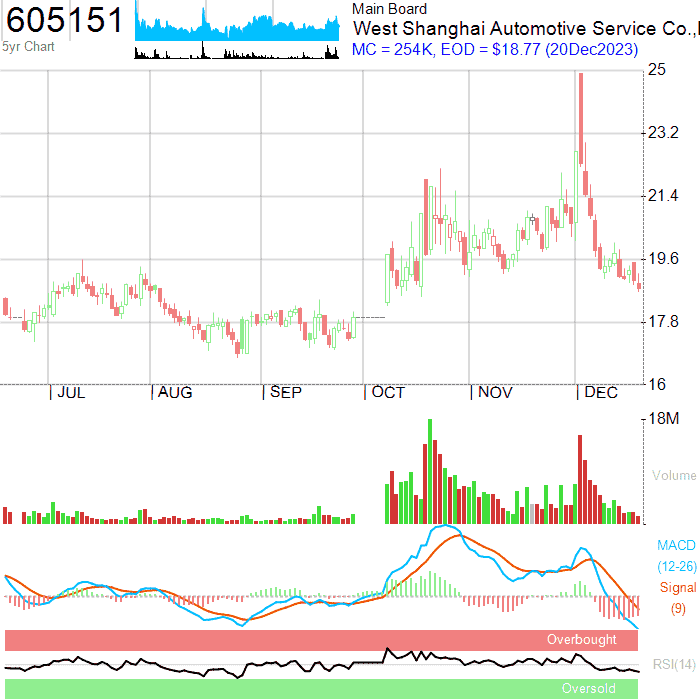 605151
5yr Chart
Main Board
West Shanghai Automotive Service Co.,
MC = 254K, EOD = $18.77 (20Dec2023)
25
23.2
21.4
19.6
17.8
16
JUL AUG SEP OCT NOV DEC
18M
Volume
MACD
(12-26)
Signal
(9)
Overbought
RSI(14)
Oversold